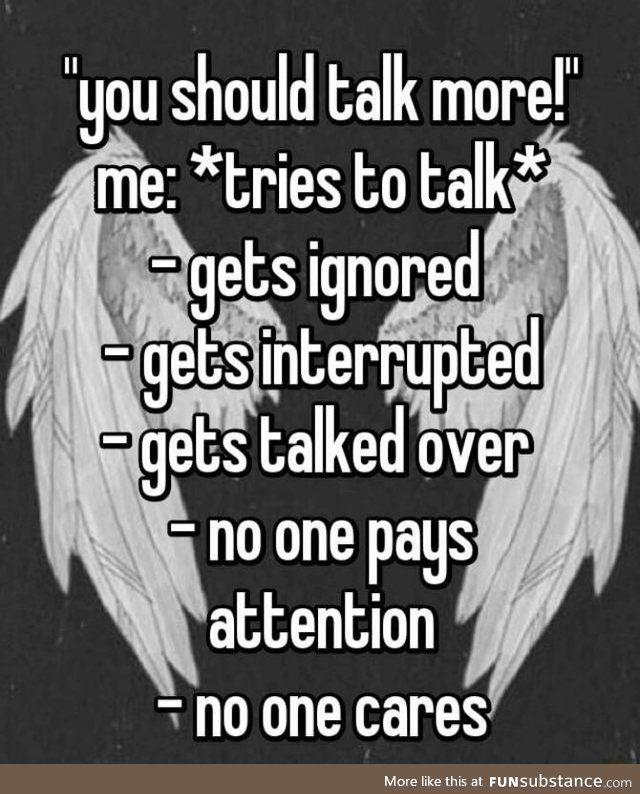 "you should talk more!"
me: *tries to talk*
- gets ignored
- gets interrupted
- gets talked over
- no one pays
attention
- no one cares
More like this at FUNsubstance.com